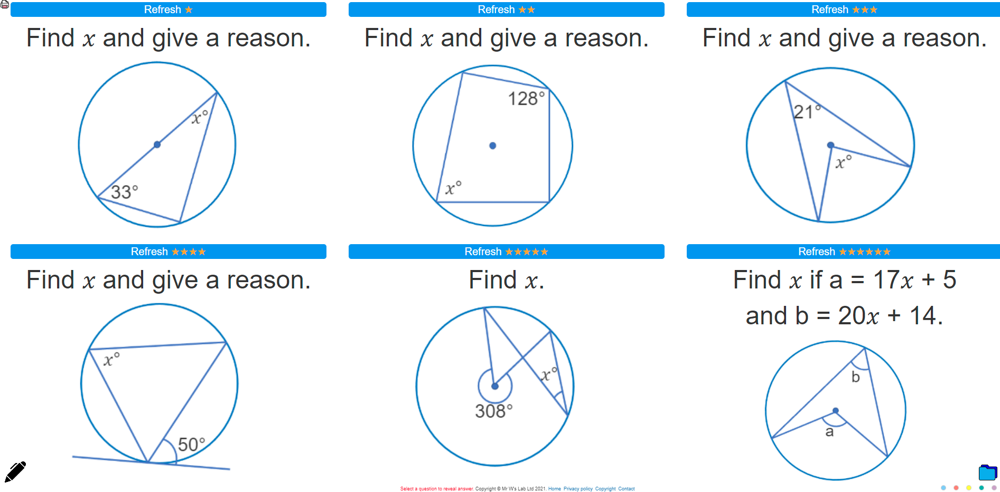 Refresh ★
Find x and give a reason.
x°
33°
Refresh ★★
Find x and give a reason.
128°
x°
Refresh ★★★
Find x and give a reason.
21°
x°
Refresh ★★★★
Find x and give a reason.
x°
50°
Refresh ★★★★★
Find x.
x°
308°
Refresh ★★★★★★
Find x if a = 17x + 5
and b = 20x + 14.
b
a
Select a question to reveal answer. Copyright © Mr W's Lab Ltd 2021. Home Privacy policy Copyright Contact